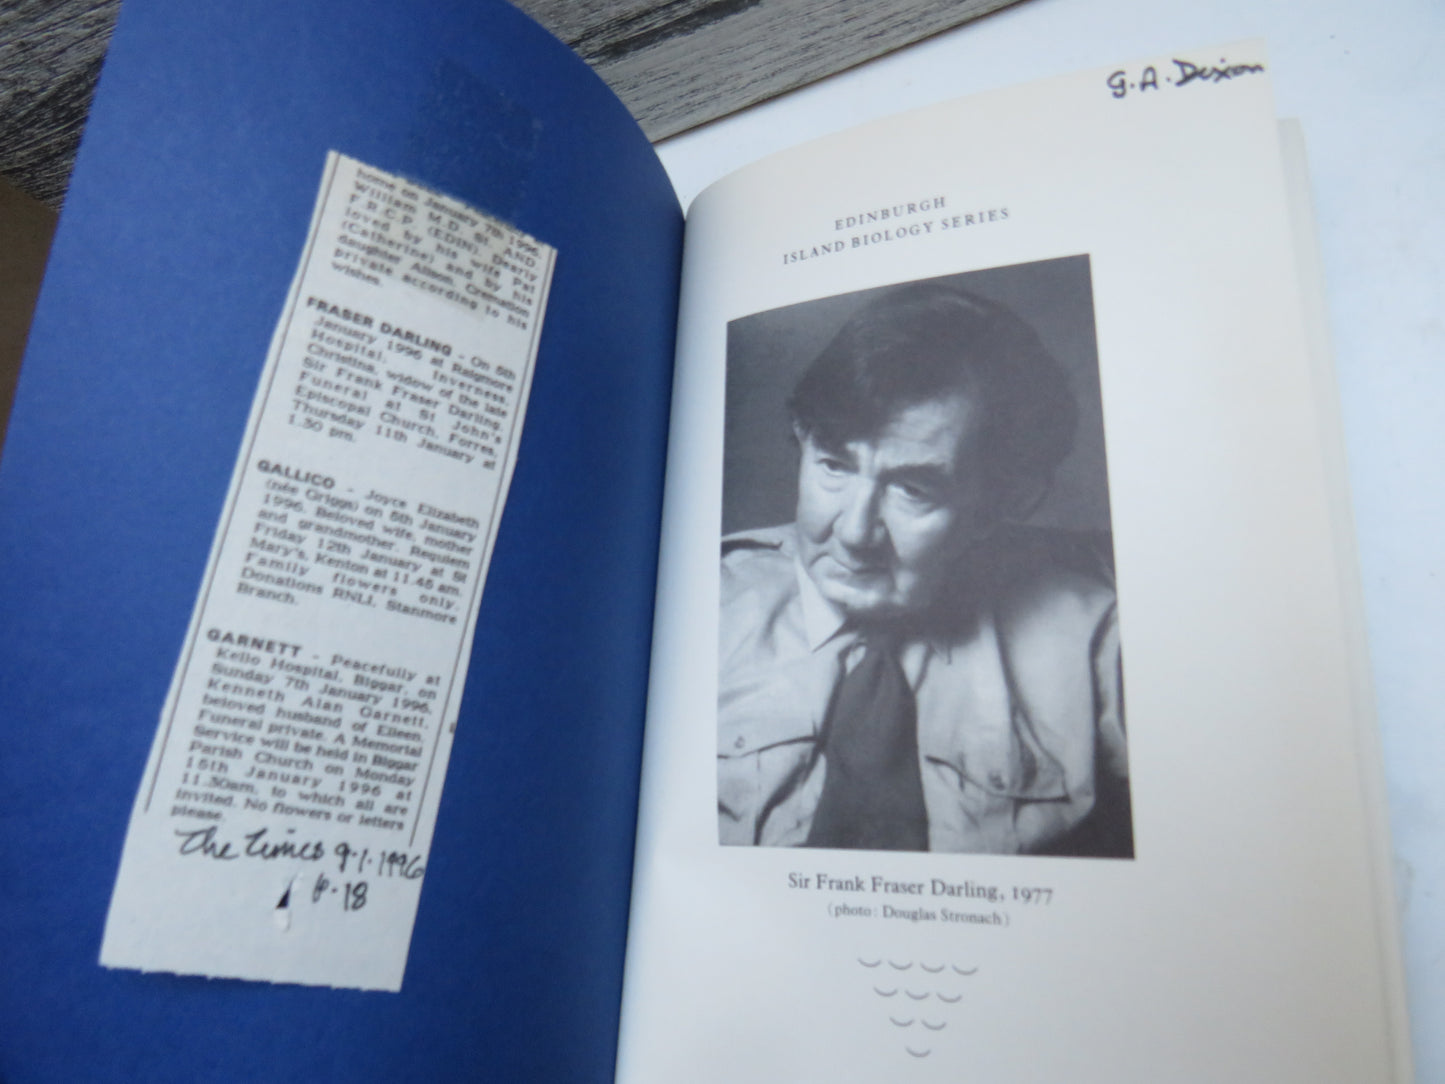 home on January 7th 1996,
William M.D. St. AND.
F.R.C.P. (EDIN). Dearly
loved by his wife Pat
(Catherine) and by his
daughter Alison. Cremation
private according to his
wishes.
FRASER DARLING - On 5th
January 1996 at Raigmore
Hospital, Inverness,
Christina, widow of the late
Sir Frank Fraser Darling.
Funeral at St John's
Episcopal Church, Forres,
Thursday 11th January at
1.30 pm.
GALLICO - Joyce Elizabeth
(née Griggs) on 5th January
1996. Beloved wife, mother
and grandmother. Requiem
Friday 12th January at St
Mary's, Kenton at 11.45 am.
Family flowers only.
Donations RNLI, Stanmore
Branch.
GARNETT - Peacefully at
Kello Hospital, Biggar, on
Sunday 7th January 1996,
Kenneth Alan Garnett,
beloved husband of Eileen.
Funeral private. A Memorial
Service will be held in Biggar
Parish Church on Monday
15th January 1996 at
11.30am, to which all are
invited. No flowers or letters
please.
The Times 9.1.1996
p.18
G.A. Dixon
EDINBURGH
ISLAND BIOLOGY SERIES
Sir Frank Fraser Darling, 1977
(photo: Douglas Stronach)